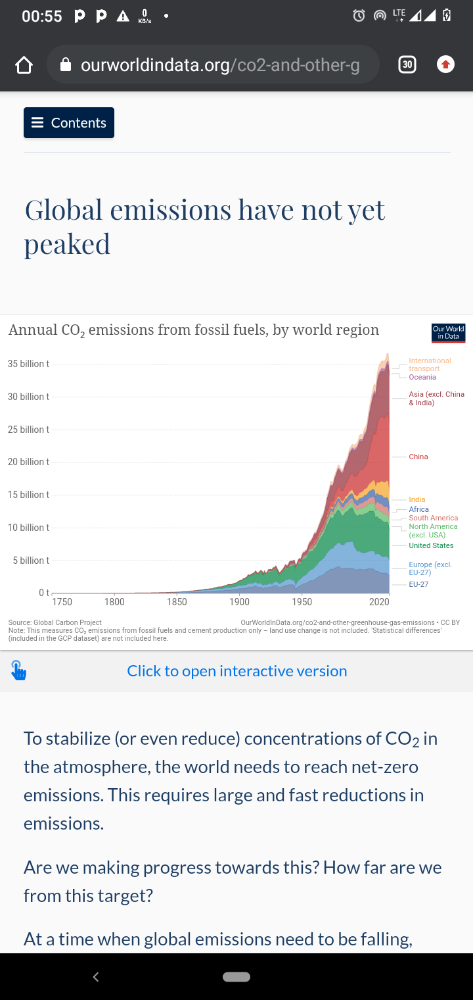 00:55
0
KB/s
LTE
ourworldindata.org/co2-and-other-g
30
Contents
Global emissions have not yet
peaked
Annual CO₂ emissions from fossil fuels, by world region
Our World
in Data
35 billion t
30 billion t
25 billion t
20 billion t
15 billion t
10 billion t
5 billion t
0 t
1750
1800
1850
1900
1950
2020
International
transport
Oceania
Asia (excl. China
& India)
China
India
Africa
South America
North America
(excl. USA)
United States
Europe (excl.
EU-27)
EU-27
Source: Global Carbon Project
OurWorldInData.org/co2-and-other-greenhouse-gas-emissions • CC BY
Note: This measures CO₂ emissions from fossil fuels and cement production only – land use change is not included. 'Statistical differences'
(included in the GCP dataset) are not included here.
Click to open interactive version
To stabilize (or even reduce) concentrations of CO₂ in
the atmosphere, the world needs to reach net-zero
emissions. This requires large and fast reductions in
emissions.
Are we making progress towards this? How far are we
from this target?
At a time when global emissions need to be falling,